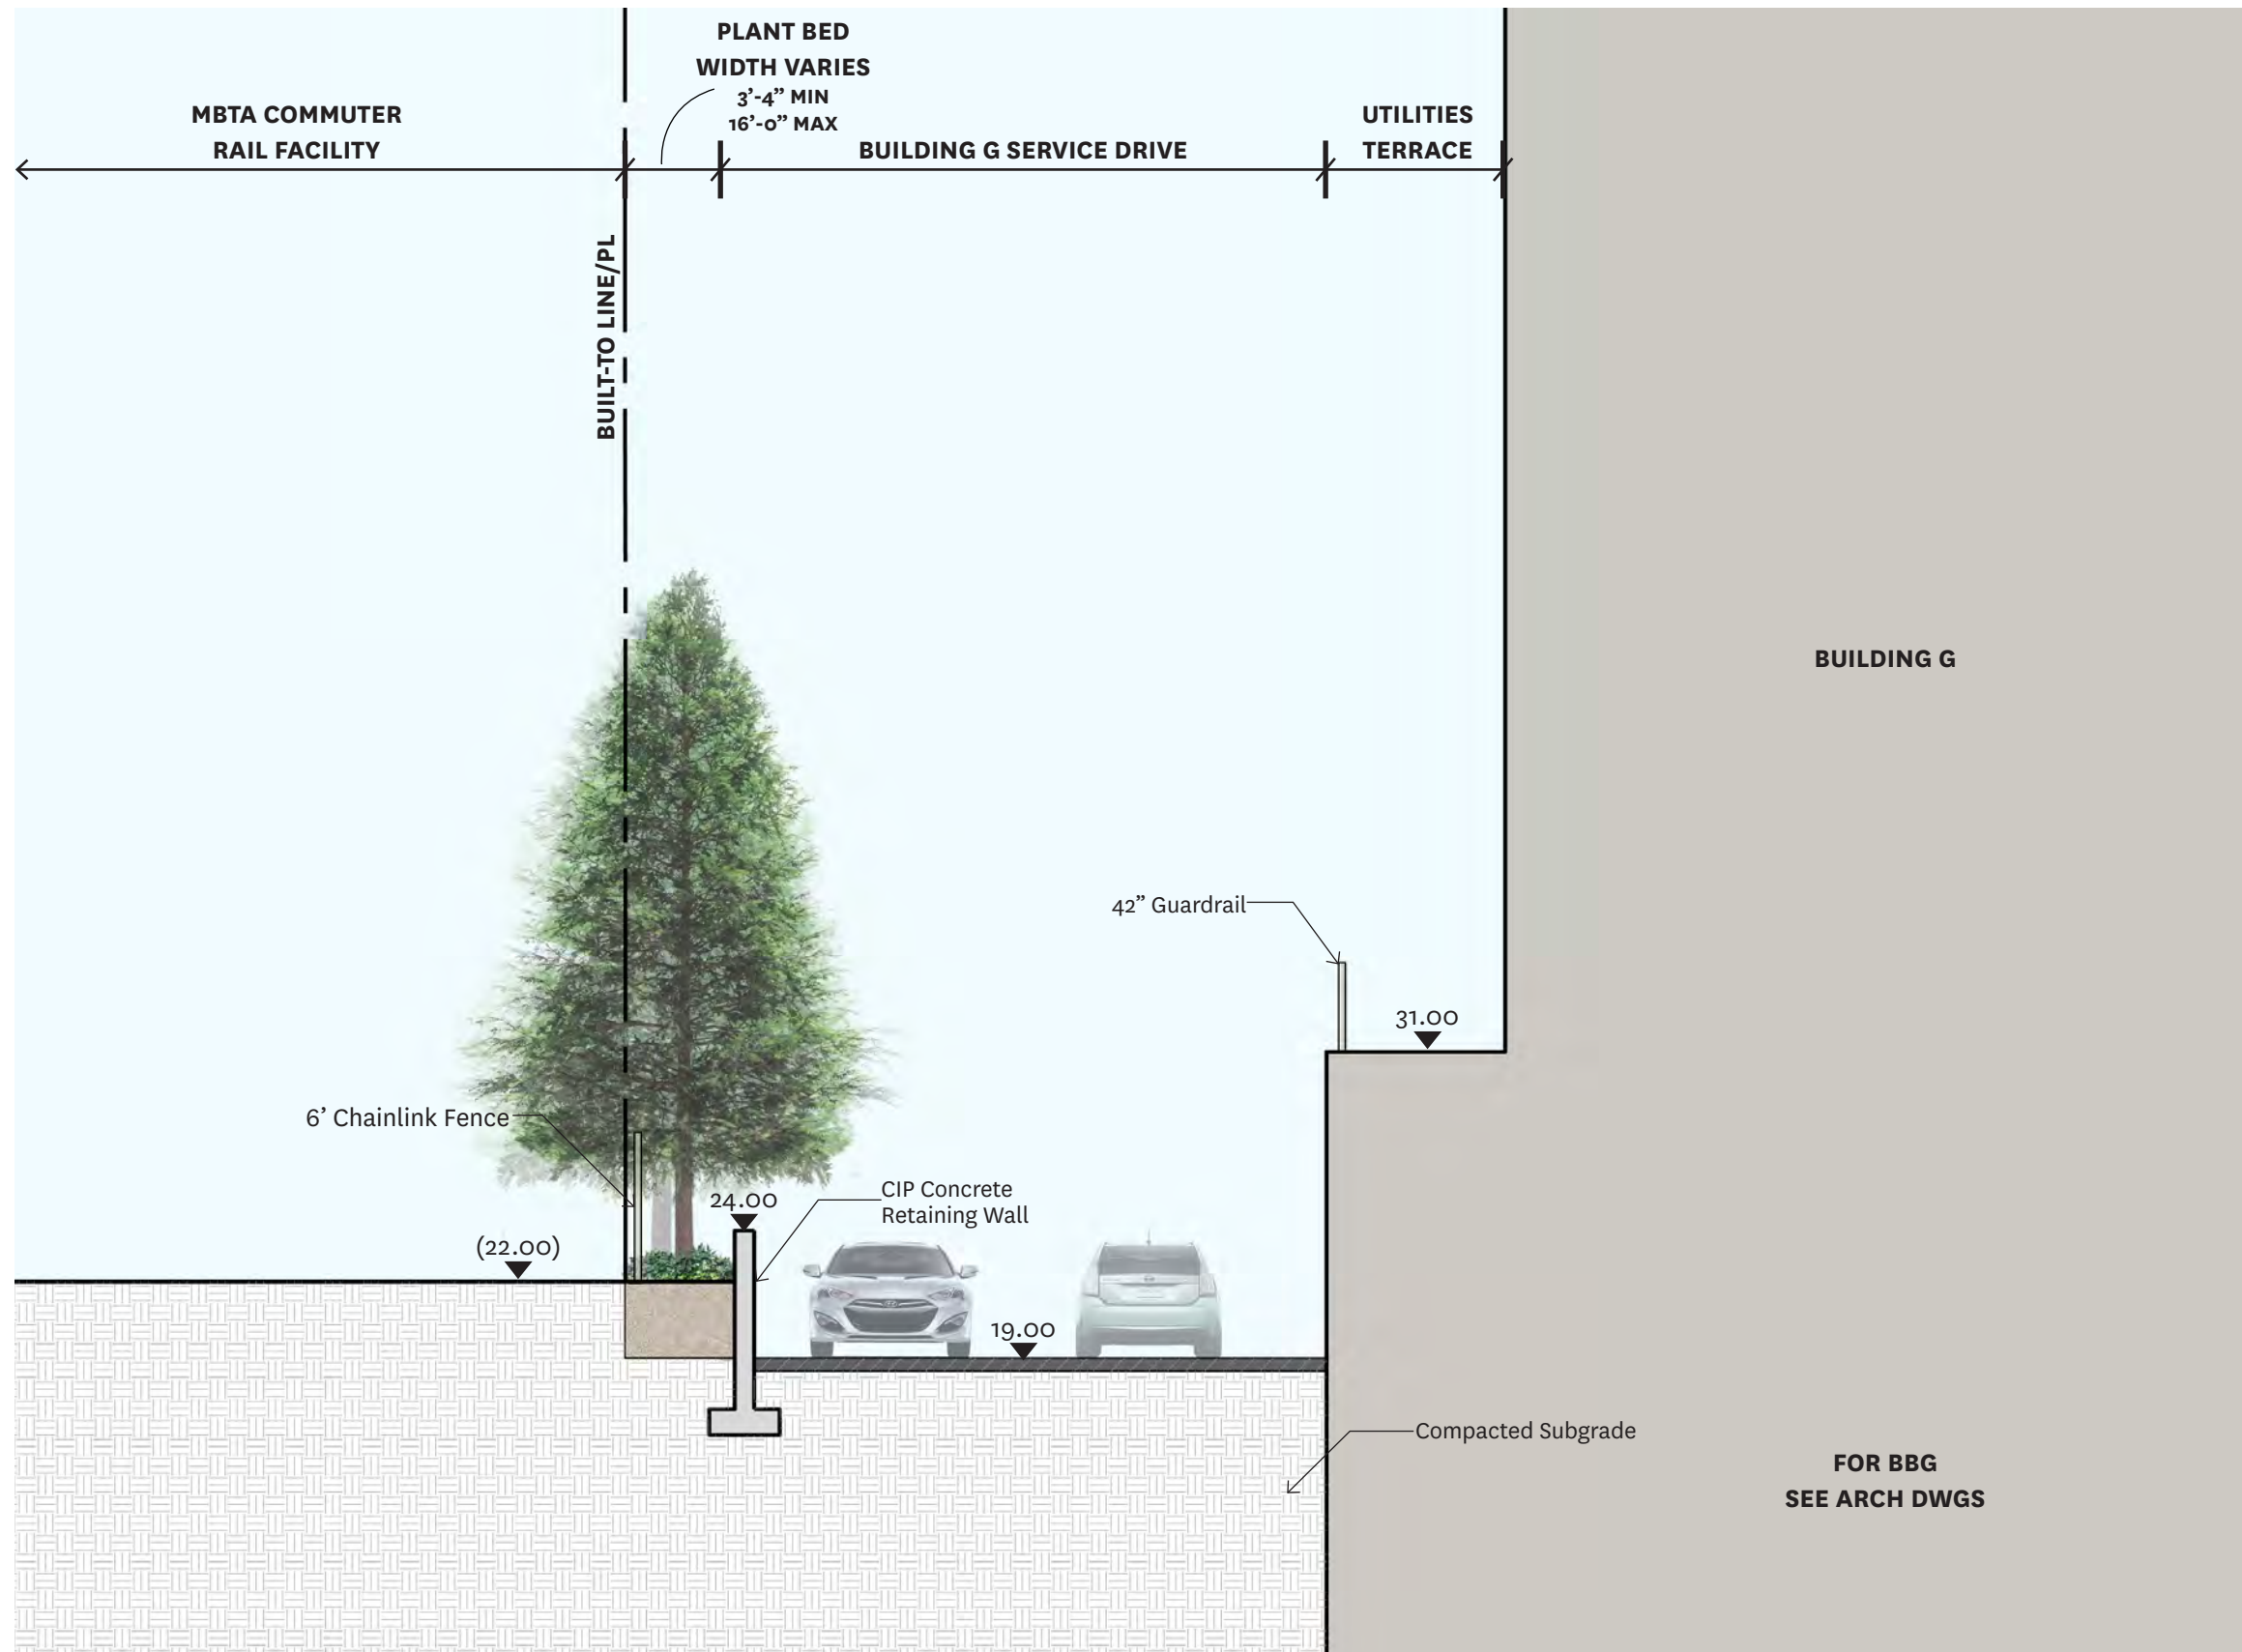 PLANT BED
WIDTH VARIES
3’-4” MIN
16’-0” MAX
MBTA COMMUTER
RAIL FACILITY
BUILDING G SERVICE DRIVE
UTILITIES
TERRACE
BUILT-TO LINE/PL
BUILDING G
42” Guardrail
31.00
6’ Chainlink Fence
24.00
CIP Concrete
Retaining Wall
(22.00)
19.00
Compacted Subgrade
FOR BBG
SEE ARCH DWGS